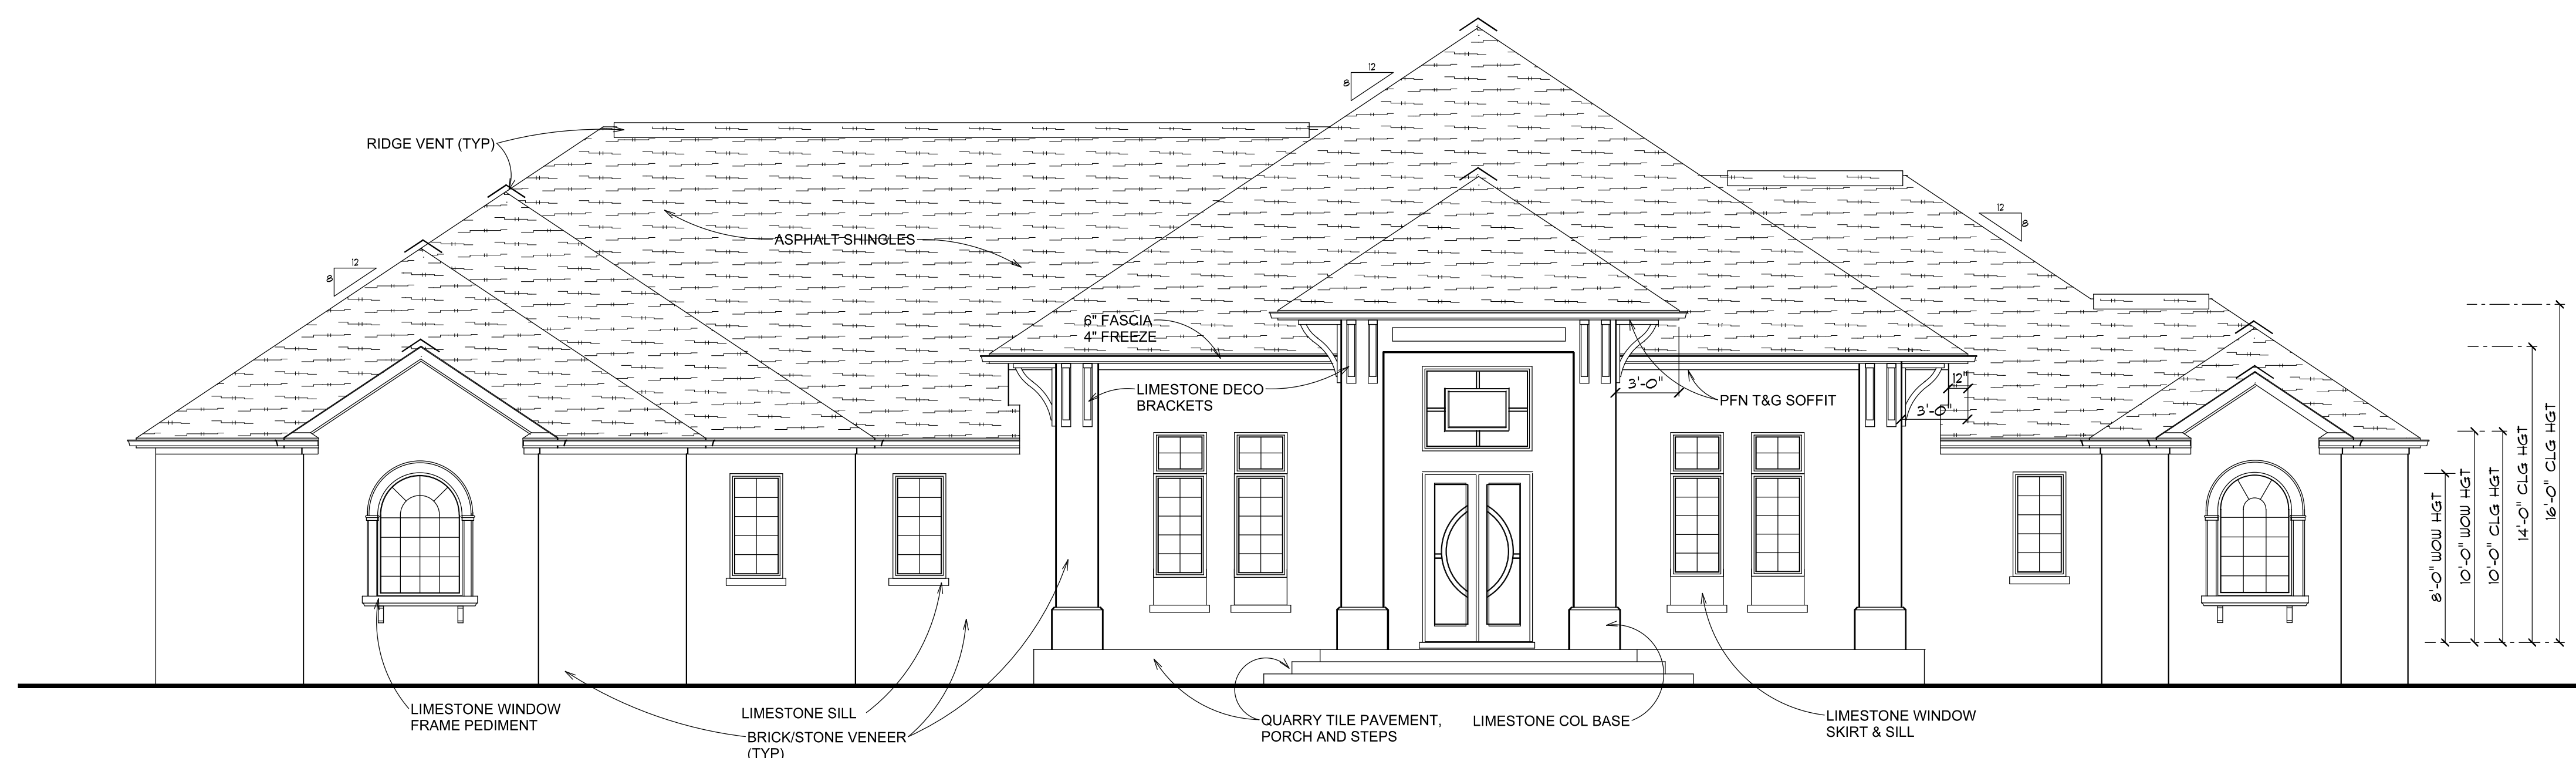 12
8
RIDGE VENT (TYP)
12
8
ASPHALT SHINGLES
12
8
6" FASCIA
4" FREEZE
LIMESTONE DECO
BRACKETS
3'-0"
12"
3'-0"
PFN T&G SOFFIT
8'-0" WOW HGT
10'-0" WOW HGT
10'-0" CLG HGT
14'-0" CLG HGT
16'-0" CLG HGT
LIMESTONE WINDOW
FRAME PEDIMENT
LIMESTONE SILL
BRICK/STONE VENEER
(TYP)
QUARRY TILE PAVEMENT,
PORCH AND STEPS
LIMESTONE COL BASE
LIMESTONE WINDOW
SKIRT & SILL